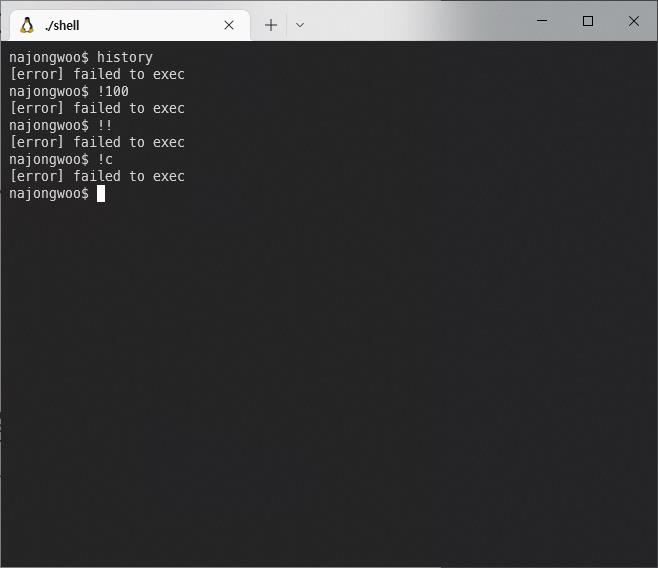 ./shell
najongwoo$ history
[error] failed to exec
najongwoo$ !100
[error] failed to exec
najongwoo$ !!
[error] failed to exec
najongwoo$ !c
[error] failed to exec
najongwoo$